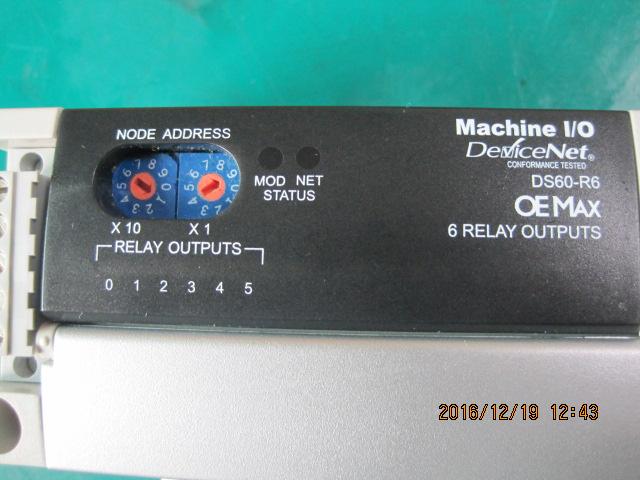 NODE ADDRESS
X 10 X 1
MOD NET
STATUS
RELAY OUTPUTS
0 1 2 3 4 5
Machine I/O
DeviceNet®
CONFORMANCE TESTED
DS60-R6
OEMAX
6 RELAY OUTPUTS
2016/12/19 12:43